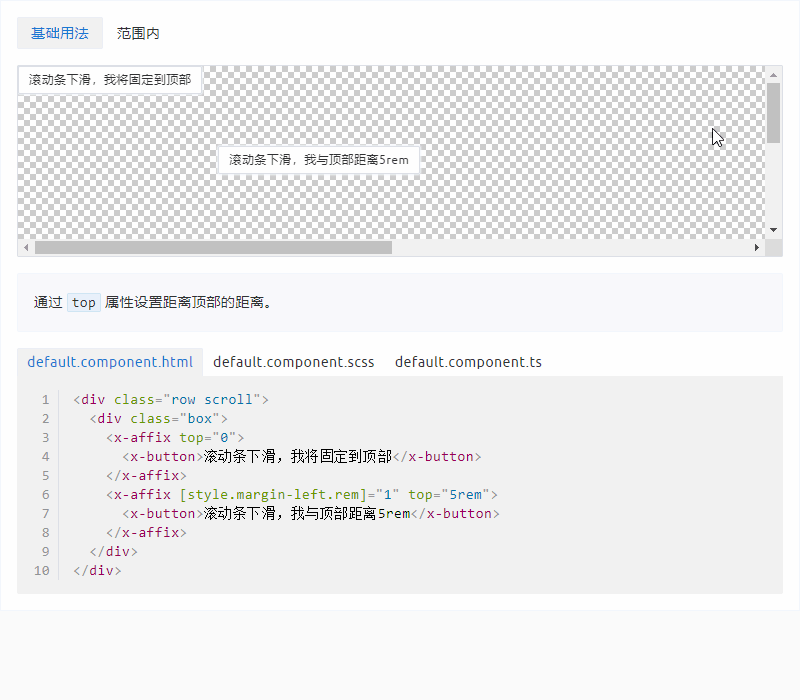 基础用法 范围内
滚动条下滑，我将固定到顶部
滚动条下滑，我与顶部距离5rem
通过 top 属性设置距离顶部的距离。
default.component.html default.component.scss default.component.ts
1 <div class="row scroll">
2 <div class="box">
3 <x-affix top="0">
4 <x-button>滚动条下滑，我将固定到顶部</x-button>
5 </x-affix>
6 <x-affix [style.margin-left.rem]="1" top="5rem">
7 <x-button>滚动条下滑，我与顶部距离5rem</x-button>
8 </x-affix>
9 </div>
10 </div>